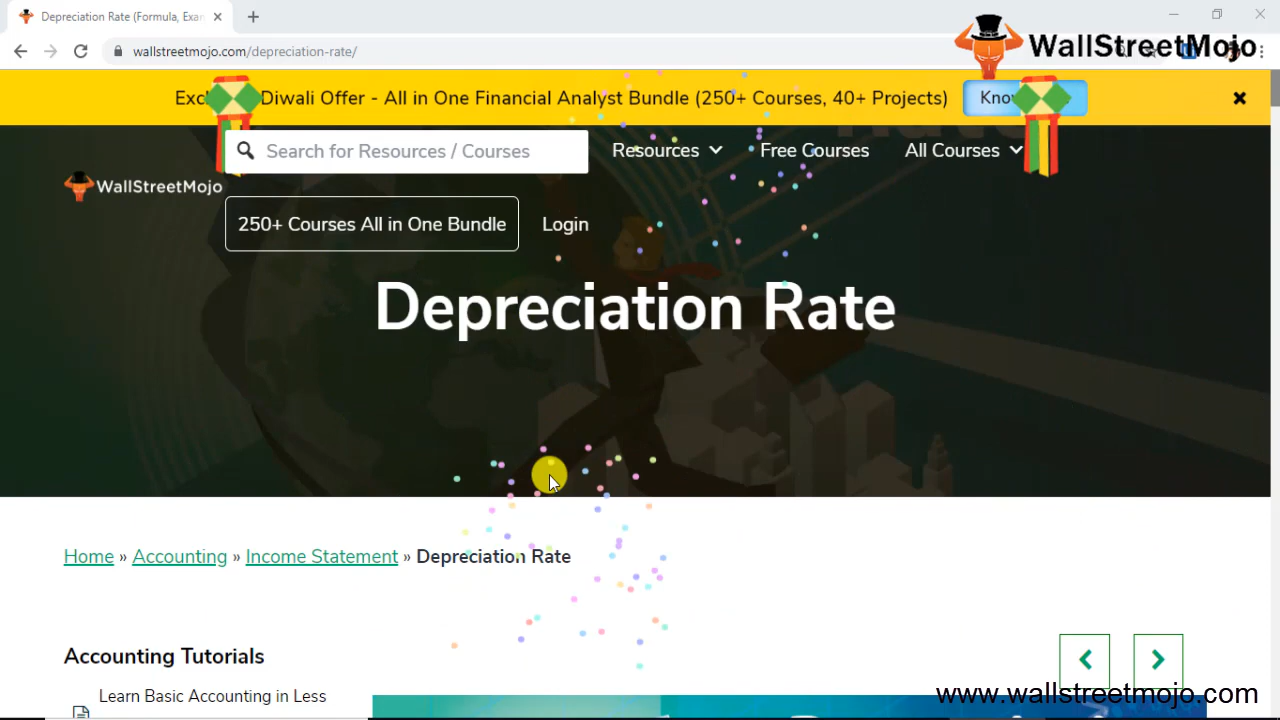 Depreciation Rate (Formula, Exar
wallstreetmojo.com/depreciation-rate/
WallStreetMojo
Diwali Offer - All in One Financial Analyst Bundle (250+ Courses, 40+ Projects)
Search for Resources / Courses
Resources
Free Courses
All Courses
WallStreetMojo
250+ Courses All in One Bundle
Login
Depreciation Rate
Home » Accounting » Income Statement » Depreciation Rate
Accounting Tutorials
Learn Basic Accounting in Less
www.wallstreetmojo.com